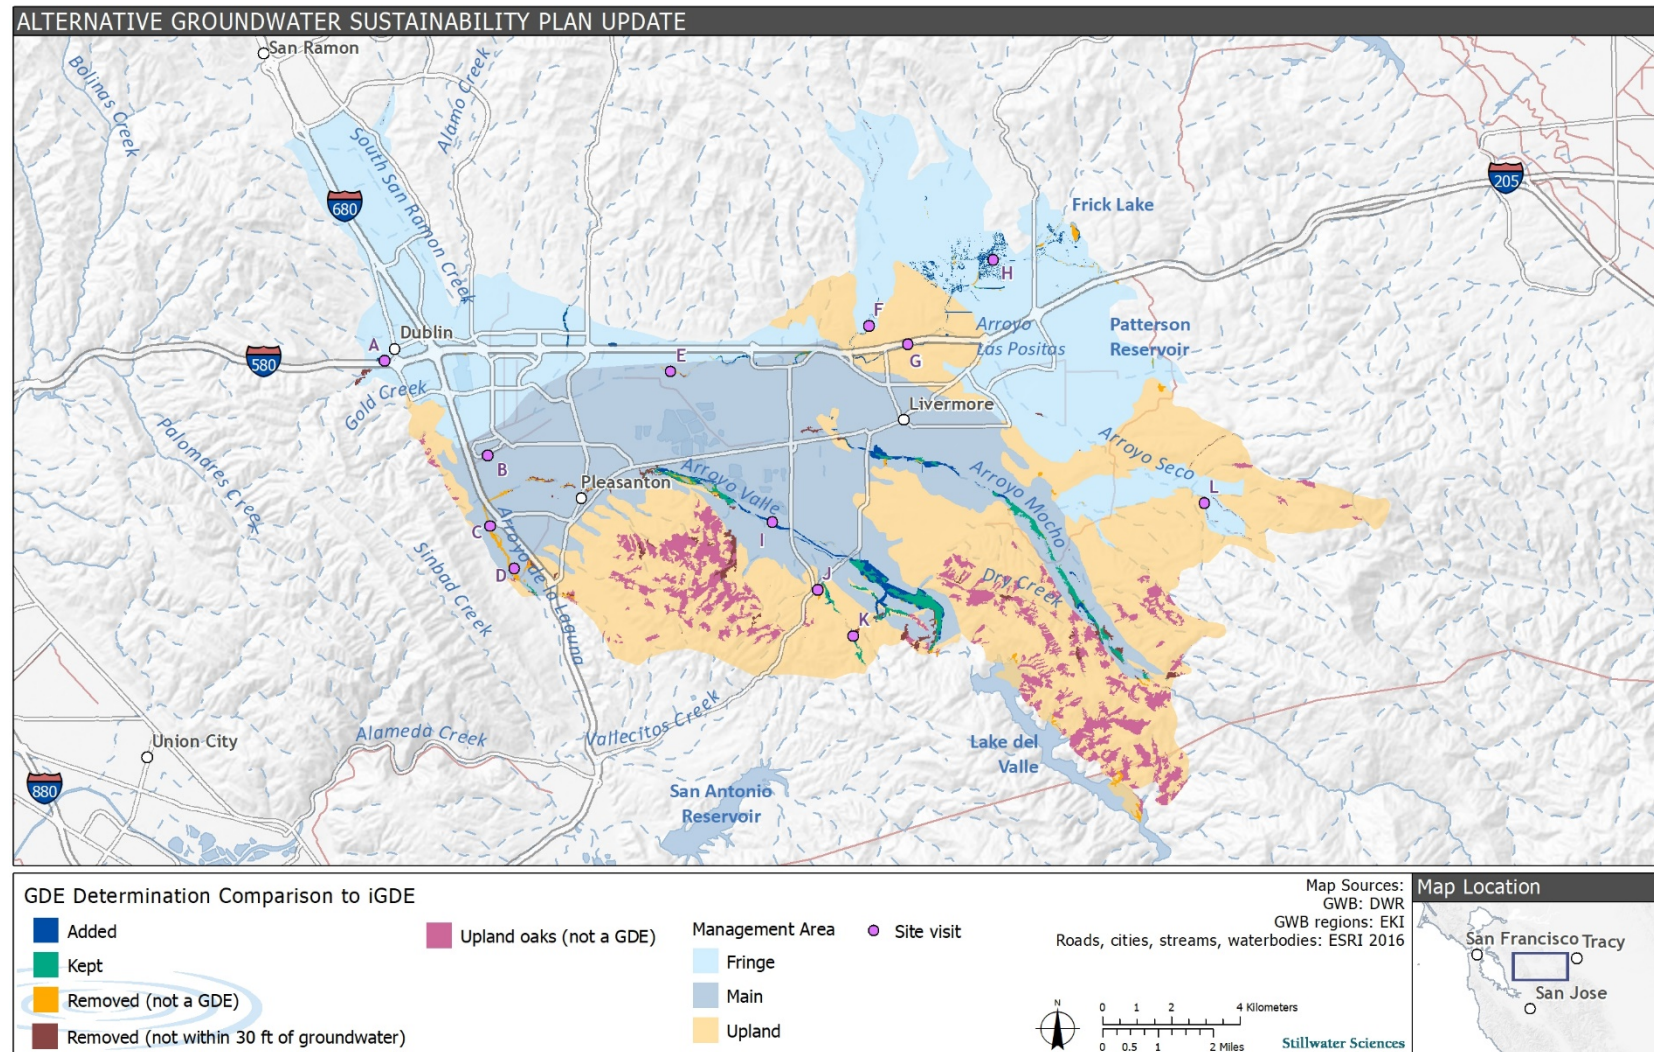 ALTERNATIVE GROUNDWATER SUSTAINABILITY PLAN UPDATE
San Ramon
Bolinas Creek
Alamo Creek
South San Ramon Creek
680
205
Frick Lake
H
F
Dublin
A
580
Gold Creek
E
G
Arroyo
Las Positas
Patterson
Reservoir
Livermore
Palomares Creek
B
Pleasanton
Arroyo Valle
Arroyo Mocho
Arroyo Seco
L
C
I
D
Arroyo de la Laguna
Sinbad Creek
J
Dry Creek
K
Union City
Alameda Creek
Vallecitos Creek
Lake del
Valle
880
San Antonio
Reservoir
GDE Determination Comparison to iGDE
Added
Kept
Removed (not a GDE)
Removed (not within 30 ft of groundwater)
Upland oaks (not a GDE)
Management Area
Fringe
Main
Upland
Site visit
Map Sources:
GWB: DWR
GWB regions: EKI
Roads, cities, streams, waterbodies: ESRI 2016
N
0 1 2 4 Kilometers
0 0.5 1 2 Miles
Stillwater Sciences
Map Location
San Francisco
Tracy
San Jose